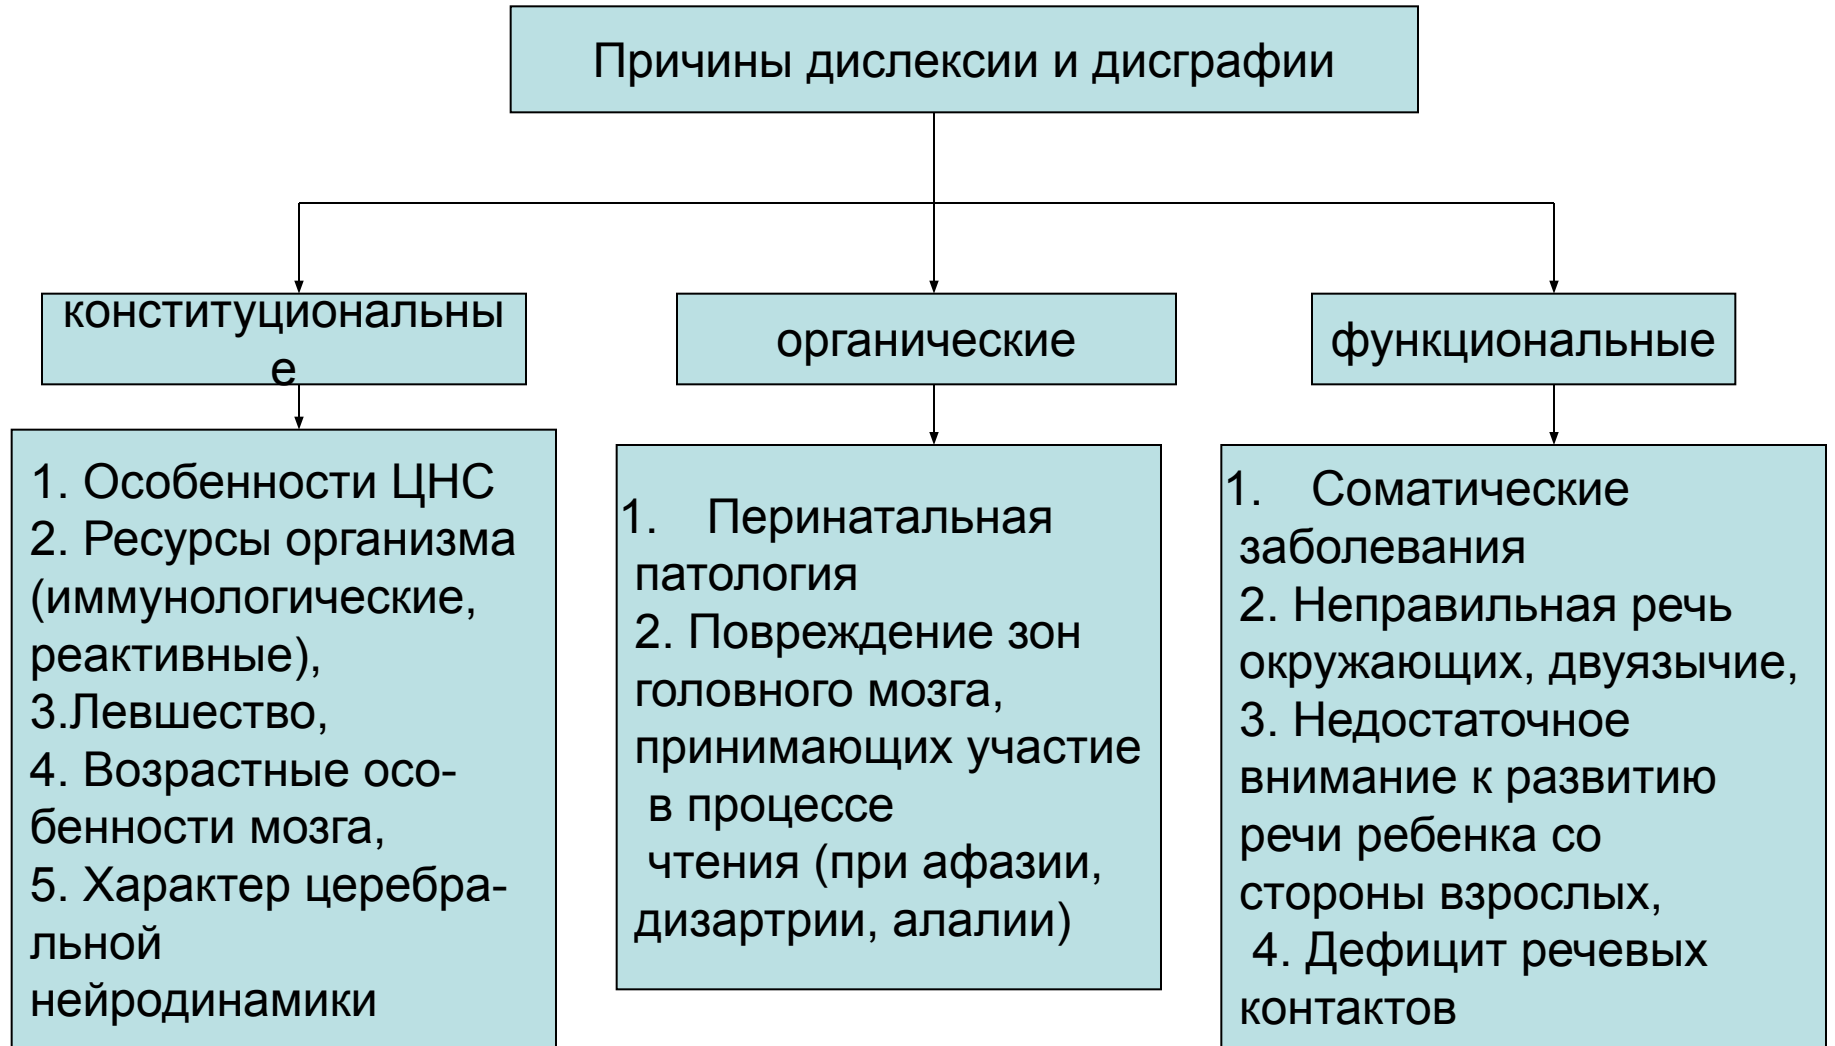 Причины дислексии и дисграфии
конституциональны
е
органические
функциональные
1. Особенности ЦНС
2. Ресурсы организма
(иммунологические,
реактивные),
3.Левшество,
4. Возрастные осо-
бенности мозга,
5. Характер церебра-
льной
нейродинамики
1. Перинатальная
патология
2. Повреждение зон
головного мозга,
принимающих участие
в процессе
чтения (при афазии,
дизартрии, алалии)
1. Соматические
заболевания
2. Неправильная речь
окружающих, двуязычие,
3. Недостаточное
внимание к развитию
речи ребенка со
стороны взрослых,
4. Дефицит речевых
контактов